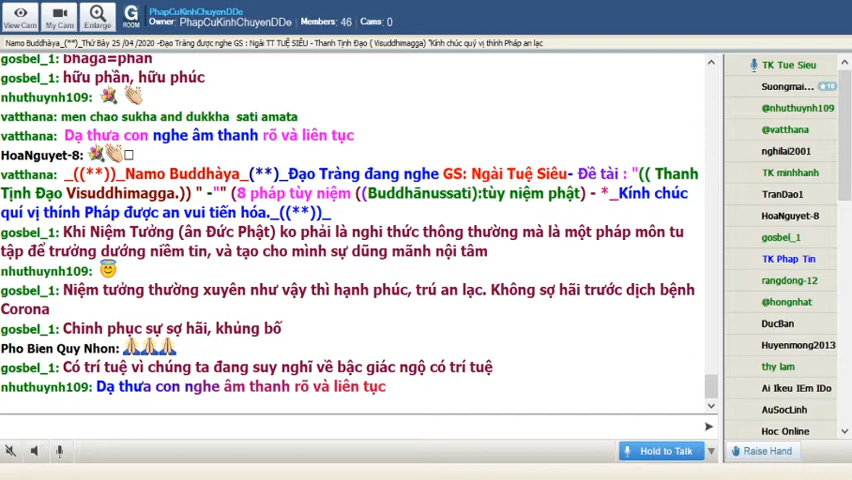 PhapCuKinhChuyenDDe
Owner: PhapCuKinhChuyenDDe Members: 46 Cams: 0
View Cam My Cams Enlarge G ROOM
Namo Buddhàya_(**)_Thứ Bảy 25 /04 /2020 -Đạo Tràng được nghe GS : Ngài TT TUỆ SIÊU - Thanh Tịnh Đạo ( Visuddhimagga) "Kính chúc quý vị thính Pháp an lạc
gosbel_1: bhaga=phần
gosbel_1: hữu phần, hữu phúc
nhuthuynh109:
vatthana: men chao sukha and dukkha sati amata
vatthana: Dạ thưa con nghe âm thanh rõ và liên tục
HoaNguyet-8:
vatthana: _((**))_Namo Buddhàya_(**)_Đạo Tràng đang nghe GS: Ngài Tuệ Siêu- Đề tài : "(( Thanh
Tịnh Đạo Visuddhimagga.)) " -"" (8 pháp tùy niệm ((Buddhānussati):tùy niệm phật) - *_Kính chúc
quí vị thính Pháp được an vui tiến hóa._((**))_
gosbel_1: Khi Niệm Tưởng (ân Đức Phật) ko phải là nghi thức thông thường mà là một pháp môn tu
tập để trưởng dướng niềm tin, và tạo cho mình sự dũng mãnh nội tâm
nhuthuynh109:
gosbel_1: Niệm tưởng thường xuyên như vậy thì hạnh phúc, trú an lạc. Không sợ hãi trước dịch bệnh
Corona
gosbel_1: Chinh phục sự sợ hãi, khủng bố
Pho Bien Quy Nhon:
gosbel_1: Có trí tuệ vì chúng ta đang suy nghĩ về bậc giác ngộ có trí tuệ
nhuthuynh109: Dạ thưa con nghe âm thanh rõ và liên tục
Hold to Talk
TK Tue Sieu
Suongmai... 10
@nhuthuynh109
@vatthana
nghilai2001
TK minhhanh
TranDao1
HoaNguyet-8
gosbel_1
TK Phap Tin
rangdong-12
@hongnhat
DucBan
Huyenmong2013
thy lam
Ai Ikeu IEm IDo
AuSocLinh
Hoc Online
Raise Hand